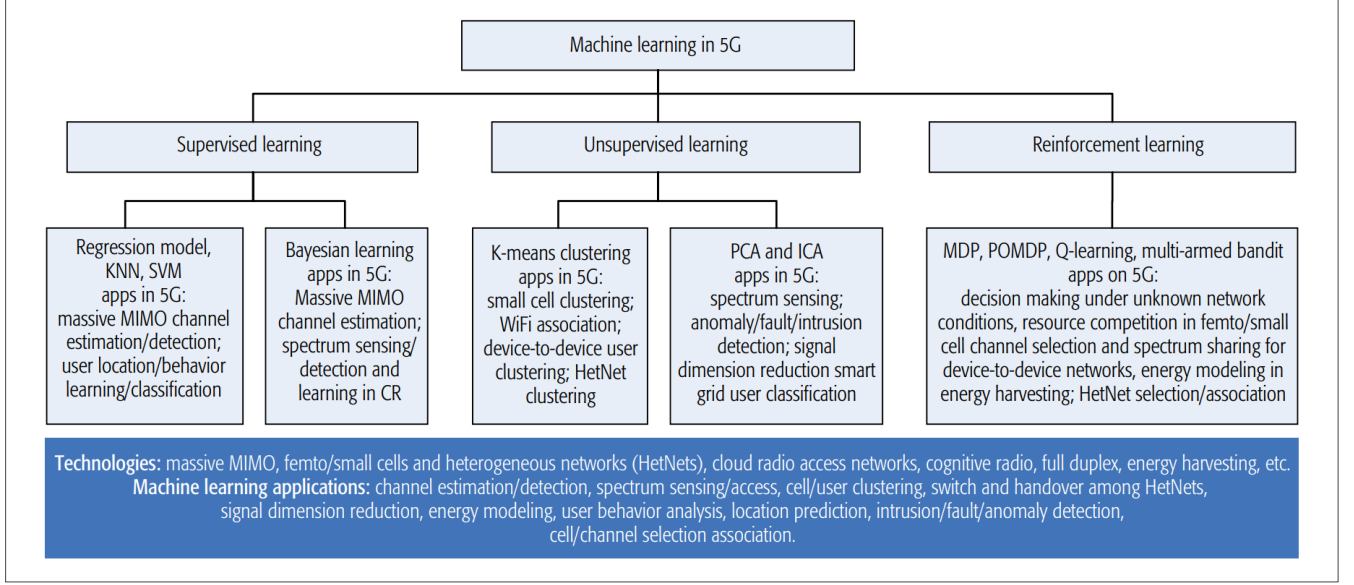 Machine learning in 5G
Supervised learning
Unsupervised learning
Reinforcement learning
Regression model,
KNN, SVM
apps in 5G:
massive MIMO channel
estimation/detection;
user location/behavior
learning/classification
Bayesian learning
apps in 5G:
Massive MIMO
channel estimation;
spectrum sensing/
detection and
learning in CR
K-means clustering
apps in 5G:
small cell clustering;
WiFi association;
device-to-device user
clustering; HetNet
clustering
PCA and ICA
apps in 5G:
spectrum sensing;
anomaly/fault/intrusion
detection; signal
dimension reduction smart
grid user classification
MDP, POMDP, Q-learning, multi-armed bandit
apps on 5G:
decision making under unknown network
conditions, resource competition in femto/small
cell channel selection and spectrum sharing for
device-to-device networks, energy modeling in
energy harvesting; HetNet selection/association
Technologies: massive MIMO, femto/small cells and heterogeneous networks (HetNets), cloud radio access networks, cognitive radio, full duplex, energy harvesting, etc.
Machine learning applications: channel estimation/detection, spectrum sensing/access, cell/user clustering, switch and handover among HetNets,
signal dimension reduction, energy modeling, user behavior analysis, location prediction, intrusion/fault/anomaly detection,
cell/channel selection association.